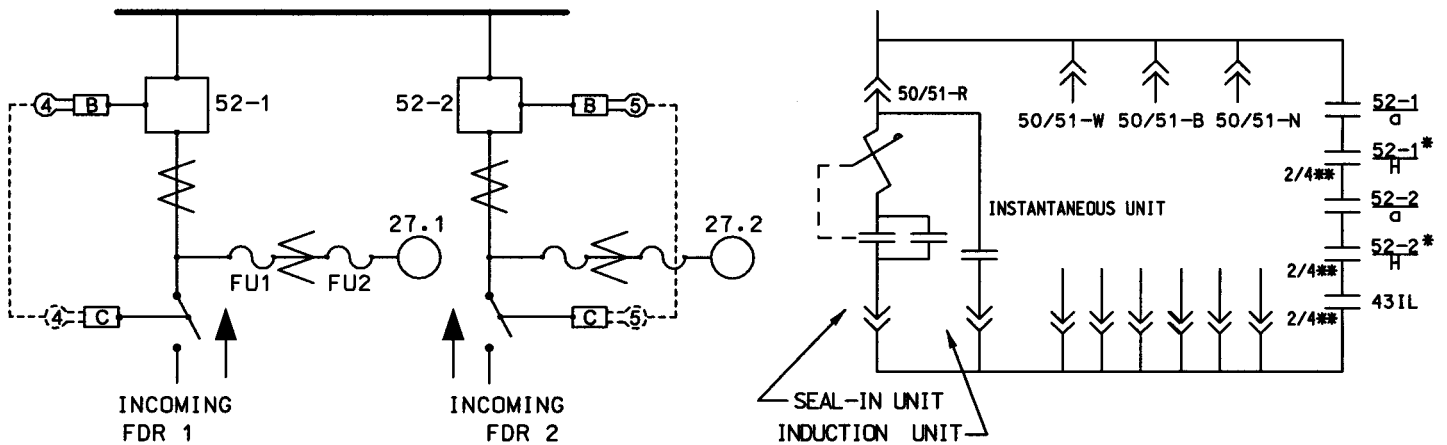 4 B 52-1
52-2 B 5
27.1
FU1 FU2
27.2
4 C
C 5
INCOMING
FDR 1
INCOMING
FDR 2
50/51-R
50/51-W 50/51-B 50/51-N
INSTANTANEOUS UNIT
52-1
a
52-1*
H
2/4**
52-2
a
52-2*
H
2/4**
43IL
2/4**
SEAL-IN UNIT
INDUCTION UNIT